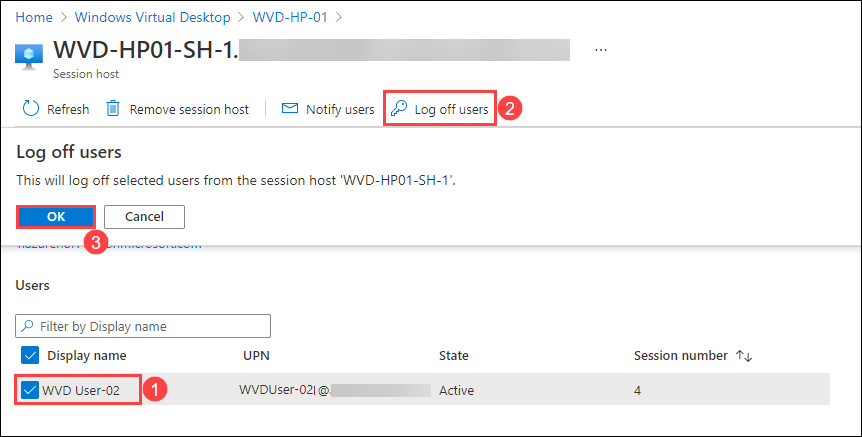 Home > Windows Virtual Desktop > WVD-HP-01 >
WVD-HP01-SH-1.
...
Session host
Refresh Remove session host Notify users Log off users 2
Log off users
This will log off selected users from the session host 'WVD-HP01-SH-1'.
OK Cancel
3
Users
Filter by Display name
Display name UPN State Session number ↑↓
WVD User-02 1 WVDUser-02 @. Active 4